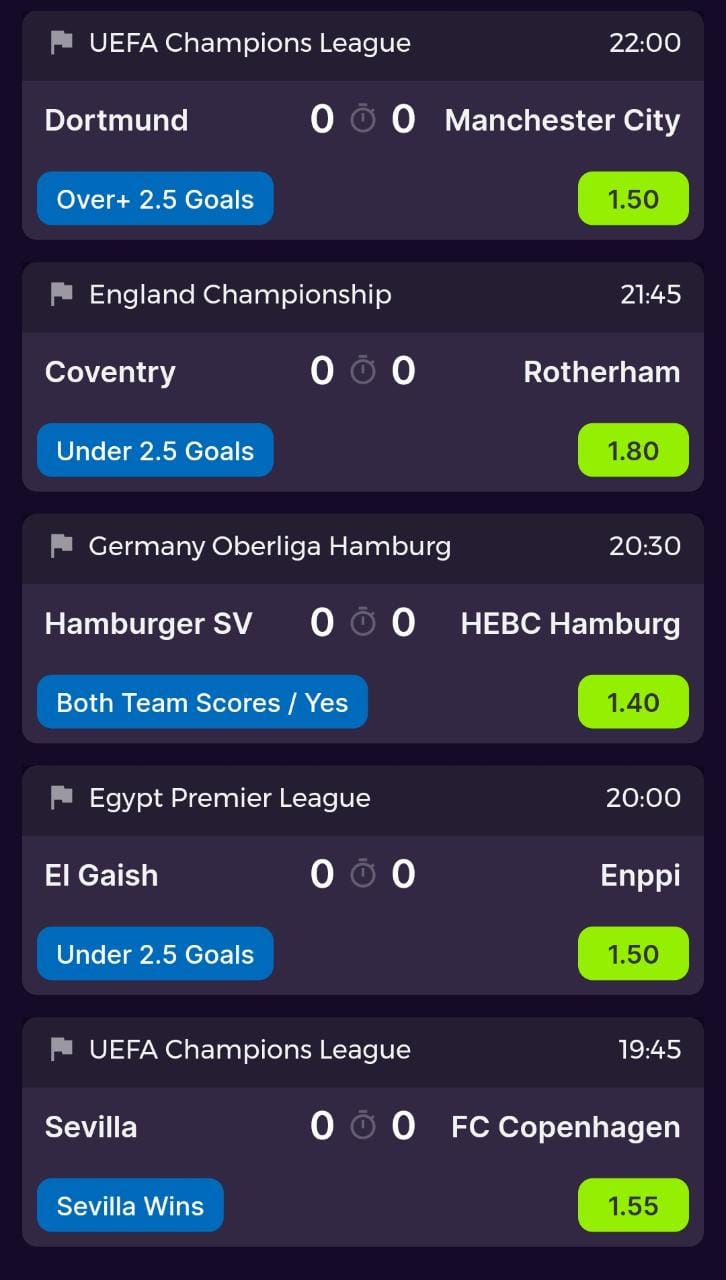 UEFA Champions League 22:00
Dortmund 0 0 Manchester City
Over+ 2.5 Goals 1.50
England Championship 21:45
Coventry 0 0 Rotherham
Under 2.5 Goals 1.80
Germany Oberliga Hamburg 20:30
Hamburger SV 0 0 HEBC Hamburg
Both Team Scores / Yes 1.40
Egypt Premier League 20:00
El Gaish 0 0 Enppi
Under 2.5 Goals 1.50
UEFA Champions League 19:45
Sevilla 0 0 FC Copenhagen
Sevilla Wins 1.55